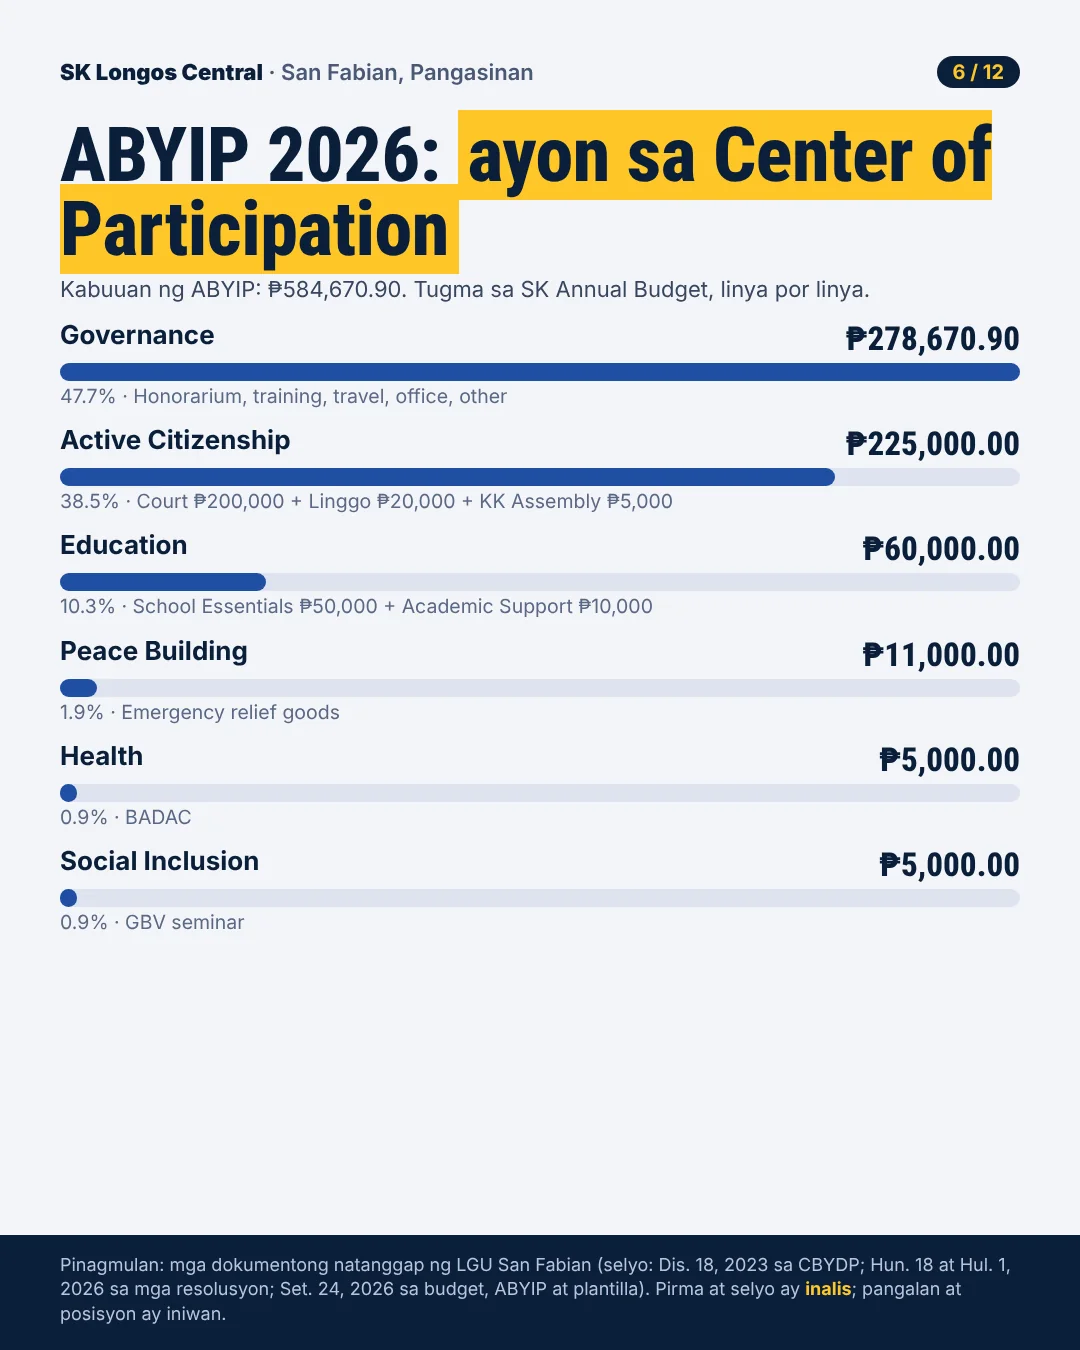 SK Longos Central · San Fabian, Pangasinan
6 / 12
ABYIP 2026: ayon sa Center of
Participation
Kabuuan ng ABYIP: ₱584,670.90. Tugma sa SK Annual Budget, linya por linya.
Governance
₱278,670.90
47.7% · Honorarium, training, travel, office, other
Active Citizenship
₱225,000.00
38.5% · Court ₱200,000 + Linggo ₱20,000 + KK Assembly ₱5,000
Education
₱60,000.00
10.3% · School Essentials ₱50,000 + Academic Support ₱10,000
Peace Building
₱11,000.00
1.9% · Emergency relief goods
Health
₱5,000.00
0.9% · BADAC
Social Inclusion
₱5,000.00
0.9% · GBV seminar
Pinagmulan: mga dokumentong natanggap ng LGU San Fabian (selyo: Dis. 18, 2023 sa CBYDP; Hun. 18 at Hul. 1,
2026 sa mga resolusyon; Set. 24, 2026 sa budget, ABYIP at plantilla). Pirma at selyo ay inalis; pangalan at
posisyon ay iniwan.